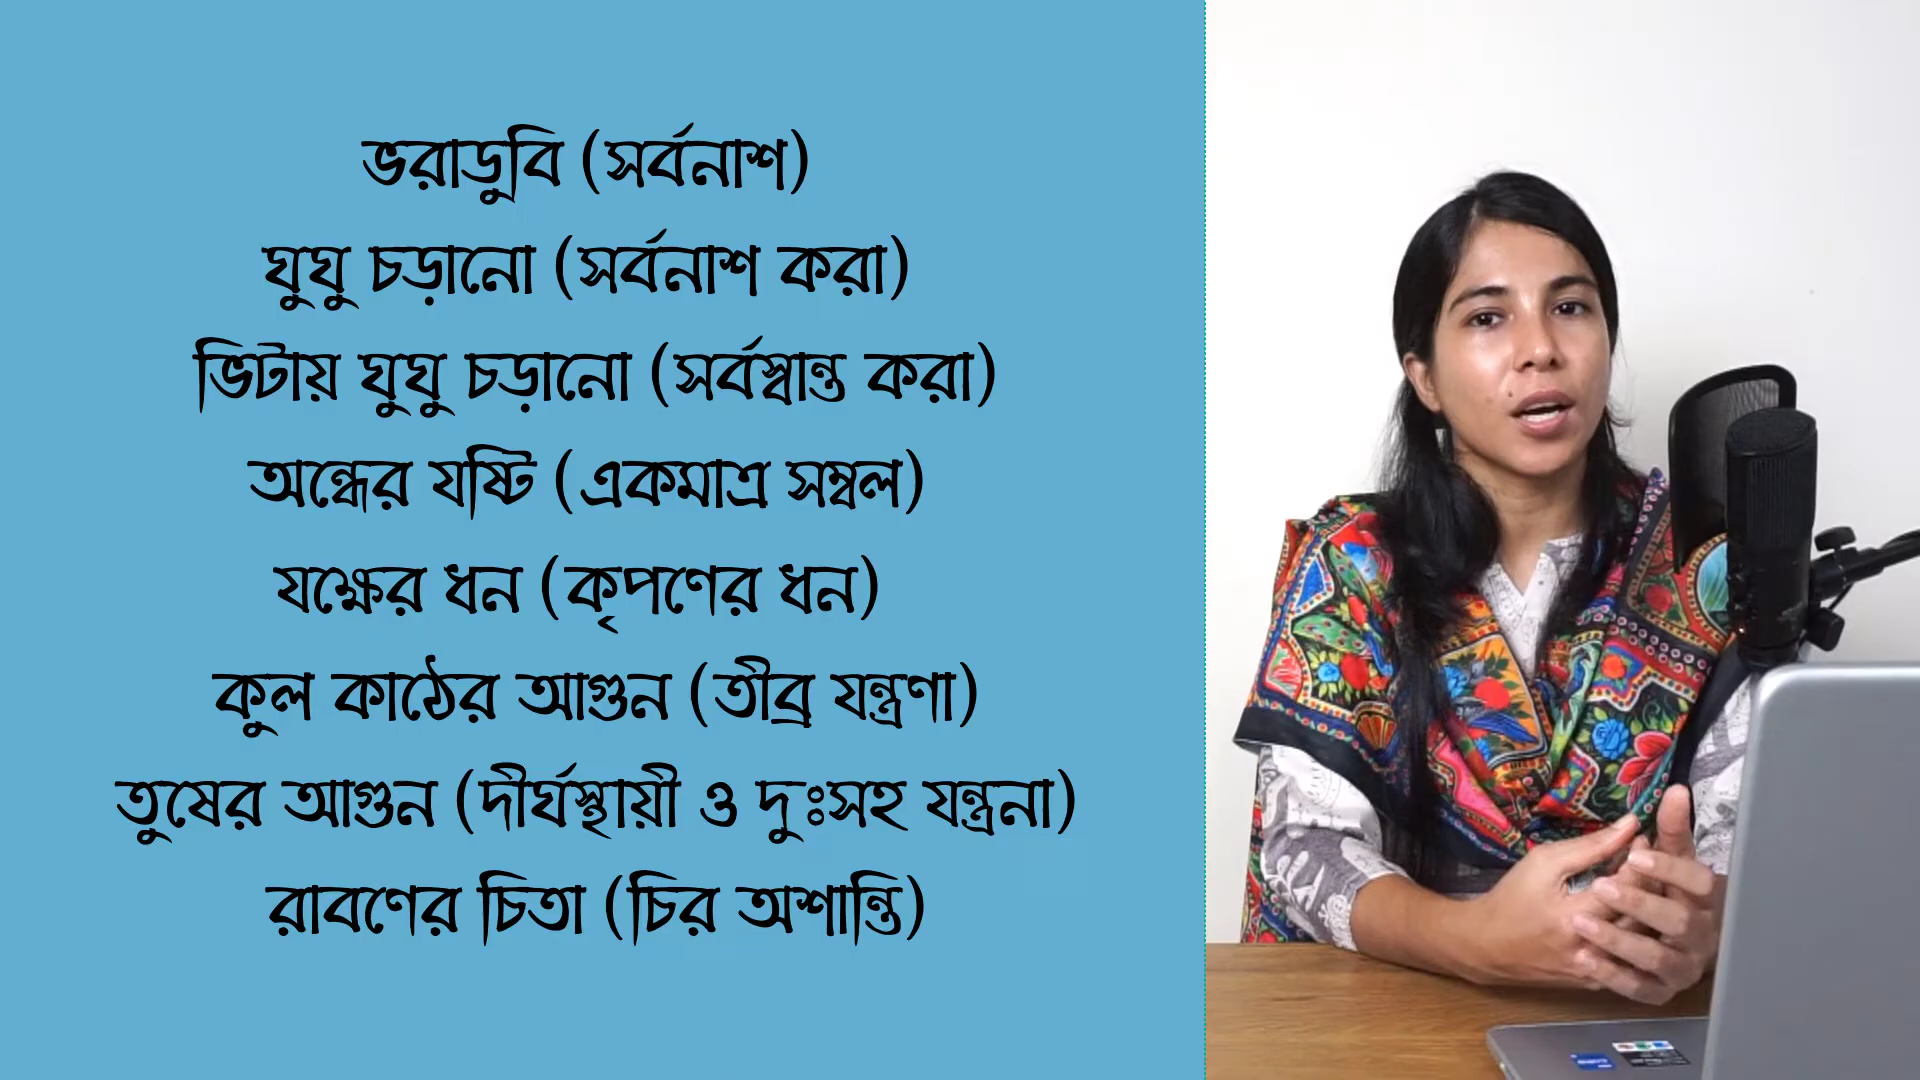 ভরাডুবি (সর্বনাশ)
ঘুঘু চড়ানো (সর্বনাশ করা)
ভিটায় ঘুঘু চড়ানো (সর্বস্বান্ত করা)
অন্ধের যষ্টি (একমাত্র সম্বল)
যক্ষের ধন (কৃপণের ধন)
কুল কাঠের আগুন (তীব্র যন্ত্রণা)
তুষের আগুন (দীর্ঘস্থায়ী ও দুঃসহ যন্ত্রনা)
রাবণের চিতা (চির অশান্তি)